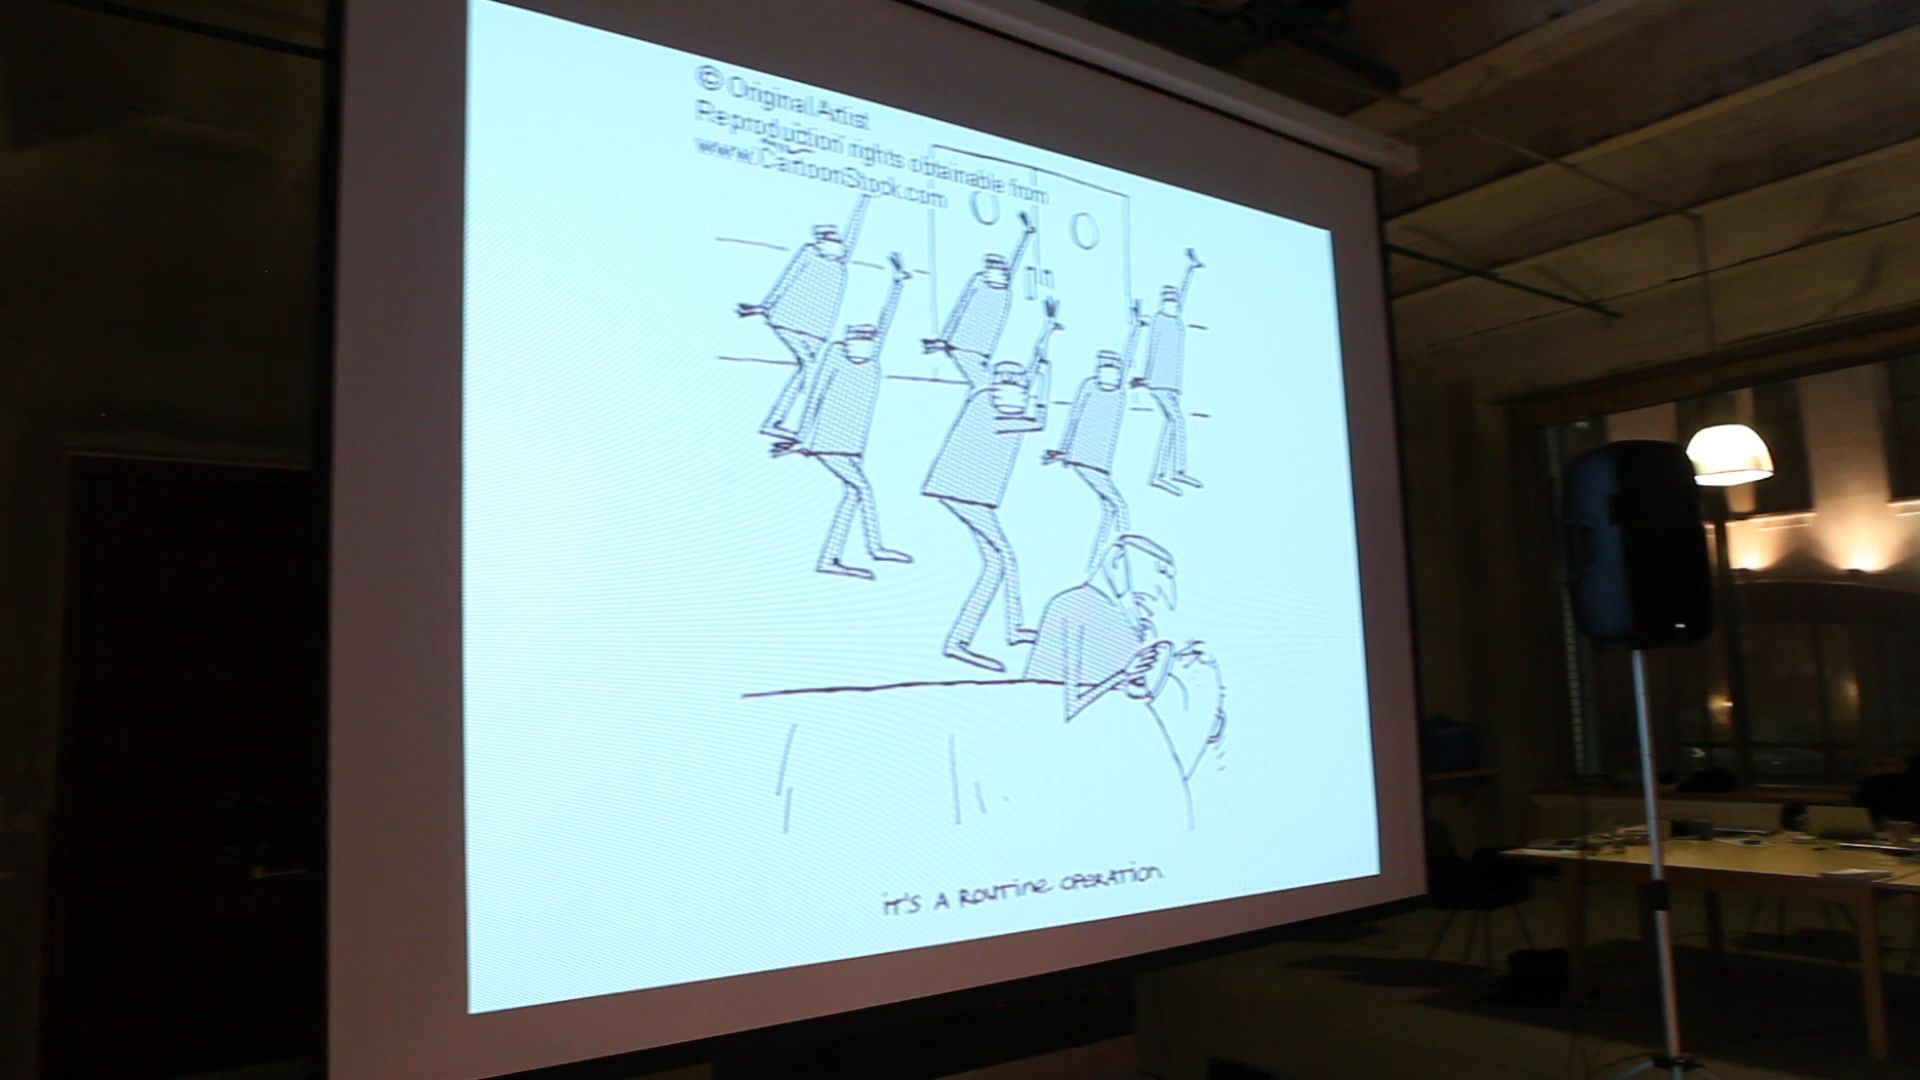 © Original Artist
Reproduction rights obtainable from
www.CartoonStock.com
it's A ROUTINE OPERATION.